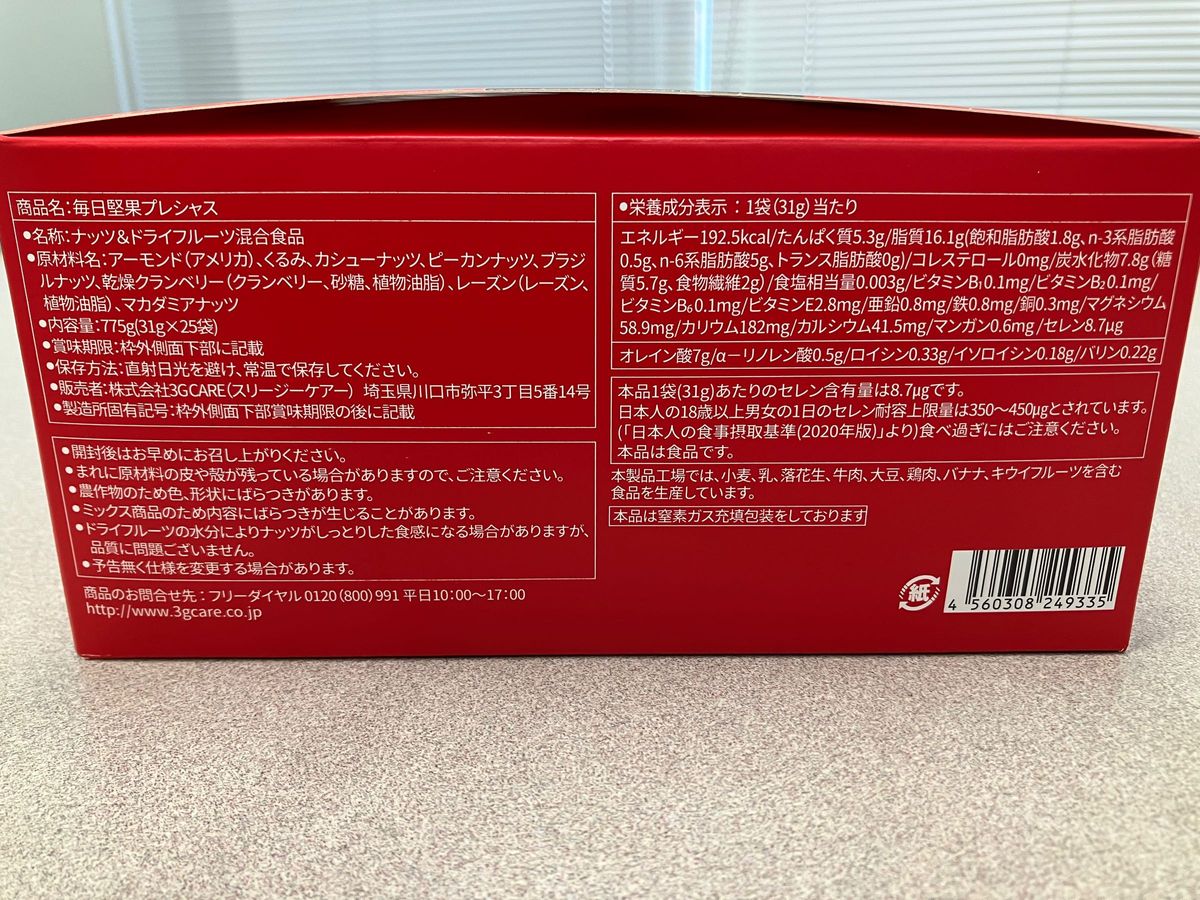 商品名：毎日堅果プレシャス
●名称：ナッツ＆ドライフルーツ混合食品
●原材料名：アーモンド（アメリカ）、くるみ、カシューナッツ、ピーカンナッツ、ブラジ
ルナッツ、乾燥クランベリー（クランベリー、砂糖、植物油脂）、レーズン（レーズン、
植物油脂）、マカダミアナッツ
●内容量：775g(31g×25袋)
●賞味期限：枠外側面下部に記載
●保存方法：直射日光を避け、常温で保存してください。
●販売者：株式会社3GCARE（スリージーケアー） 埼玉県川口市弥平3丁目5番14号
●製造所固有記号：枠外側面下部賞味期限の後に記載
●開封後はお早めにお召し上がりください。
●まれに原材料の皮や殻が残っている場合がありますので、ご注意ください。
●農作物のため色、形状にばらつきがあります。
●ミックス商品のため内容にばらつきが生じることがあります。
●ドライフルーツの水分によりナッツがしっとりした食感になる場合がありますが、
品質に問題ございません。
●予告無く仕様を変更する場合があります。
商品のお問合せ先：フリーダイヤル 0120（800）991 平日10：00～17：00
http://www.3gcare.co.jp
●栄養成分表示：1袋(31g)当たり
エネルギー192.5kcal/たんぱく質5.3g/脂質16.1g(飽和脂肪酸1.8g、n-3系脂肪酸
0.5g、n-6系脂肪酸5g、トランス脂肪酸0g)/コレステロール0mg/炭水化物7.8g（糖
質5.7g、食物繊維2g）/食塩相当量0.003g/ビタミンB₁0.1mg/ビタミンB₂0.1mg/
ビタミンB₆0.1mg/ビタミンE2.8mg/亜鉛0.8mg/鉄0.8mg/銅0.3mg/マグネシウム
58.9mg/カリウム182mg/カルシウム41.5mg/マンガン0.6mg/セレン8.7μg
オレイン酸7g/α－リノレン酸0.5g/ロイシン0.33g/イソロイシン0.18g/バリン0.22g
本品1袋(31g)あたりのセレン含有量は8.7μgです。
日本人の18歳以上男女の1日のセレン耐容上限量は350～450μgとされています。
(「日本人の食事摂取基準(2020年版)」より)食べ過ぎにはご注意ください。
本品は食品です。
本製品工場では、小麦、乳、落花生、牛肉、大豆、鶏肉、バナナ、キウイフルーツを含む
食品を生産しています。
本品は窒素ガス充填包装をしております
紙
4 560308 249335